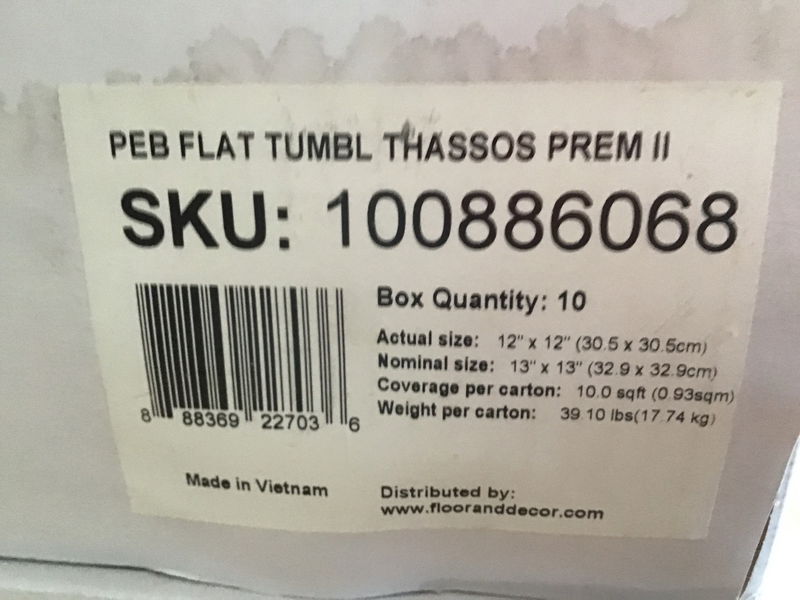 PEB FLAT TUMBL THASSOS PREM II
SKU: 100886068
Box Quantity: 10
Actual size: 12" x 12" (30.5 x 30.5cm)
Nominal size: 13" x 13" (32.9 x 32.9cm)
Coverage per carton: 10.0 sqft (0.93sqm)
Weight per carton: 39.10 lbs(17.74 kg)
8 88369 22703 6
Made in Vietnam
Distributed by:
www.flooranddecor.com